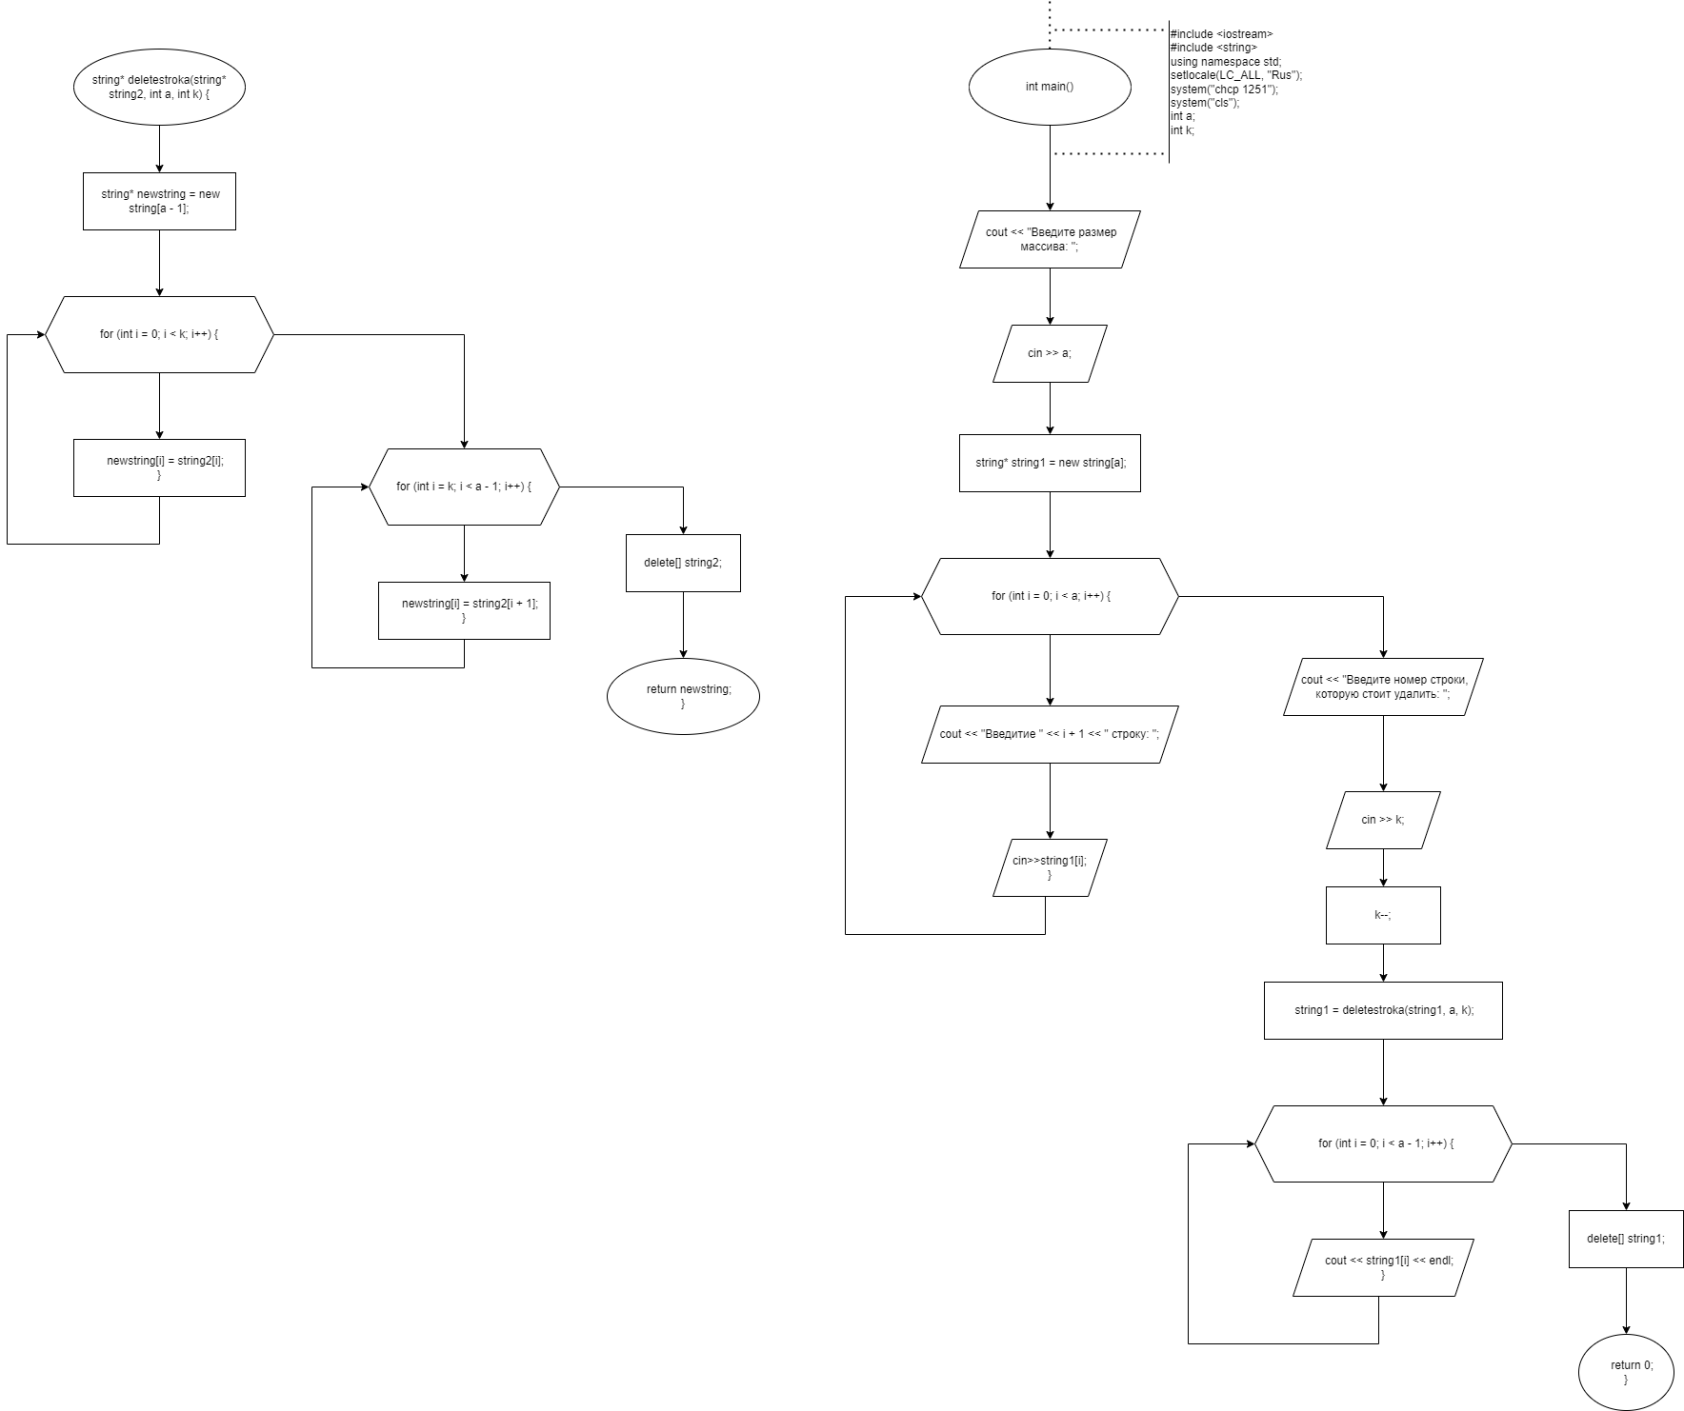 string* deletestroka(string*
string2, int a, int k) {
string* newstring = new
string[a - 1];
for (int i = 0; i < k; i++) {
newstring[i] = string2[i];
}
for (int i = k; i < a - 1; i++) {
newstring[i] = string2[i + 1];
}
delete[] string2;
return newstring;
}
int main()
#include <iostream>
#include <string>
using namespace std;
setlocale(LC_ALL, "Rus");
system("chcp 1251");
system("cls");
int a;
int k;
cout << "Введите размер
массива: ";
cin >> a;
string* string1 = new string[a];
for (int i = 0; i < a; i++) {
cout << "Введитие " << i + 1 << " строку: ";
cin>>string1[i];
}
cout << "Введите номер строки,
которую стоит удалить: ";
cin >> k;
k--;
string1 = deletestroka(string1, a, k);
for (int i = 0; i < a - 1; i++) {
cout << string1[i] << endl;
}
delete[] string1;
return 0;
}